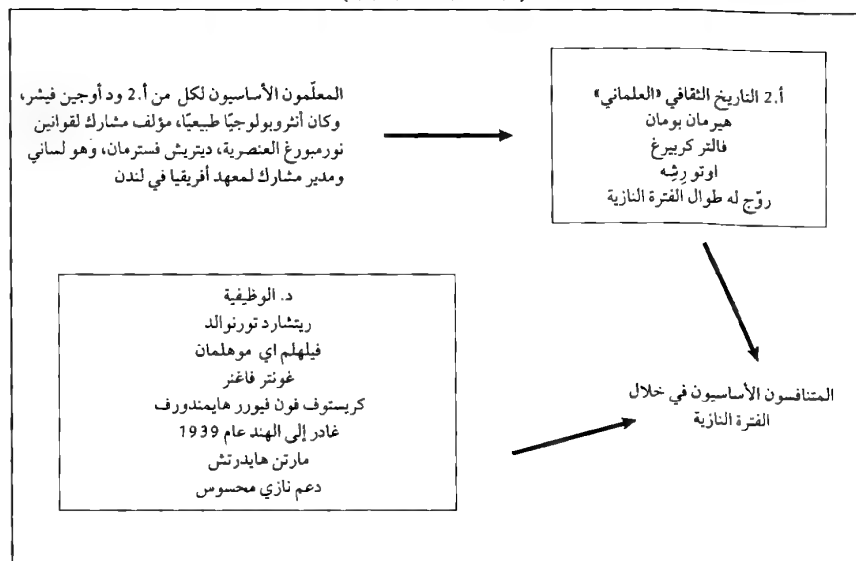 المعلّمون الأساسيون لكل من أ.2 ود أوجين فيشر،
وكان أنثروبولوجيًا طبيعيًا، مؤلف مشارك لقوانين
نورمبورغ العنصرية، ديتريش فسترمان، وهو لساني
ومدير مشارك لمعهد أفريقيا في لندن
أ.2 التاريخ الثقافي «العلماني»
هيرمان بومان
فالتر كربيرغ
اوتو رشِه
روّج له طوال الفترة النازية
د. الوظيفية
ريتشارد تورنوالد
فيلهلم اي موهلمان
غونتر فاغنر
كريستوف فون فيورر هايمندورف
غادر إلى الهند عام 1939
مارتن هايدرتش
دعم نازي محسوس
المتنافسون الأساسيون في خلال
الفترة النازية